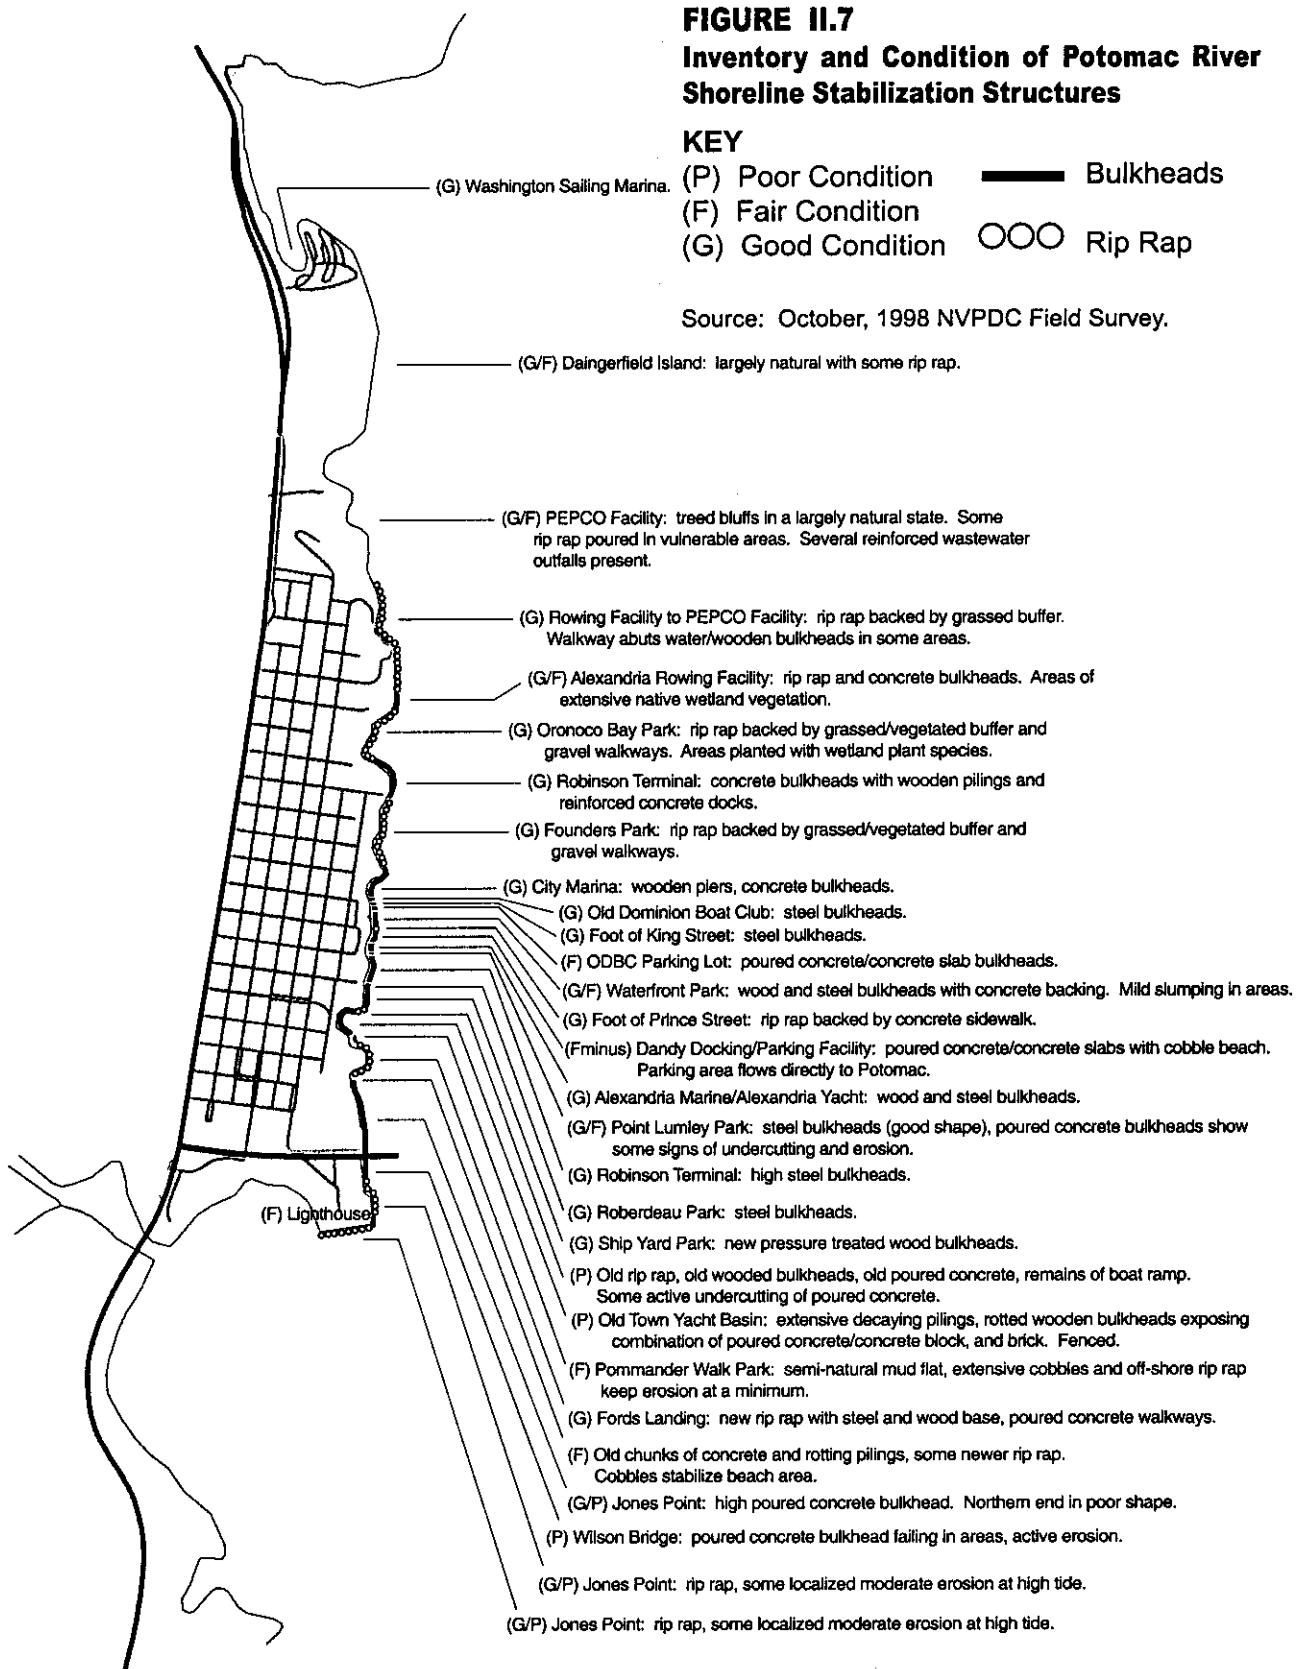 FIGURE II.7
Inventory and Condition of Potomac River
Shoreline Stabilization Structures
KEY
(P) Poor Condition
Bulkheads
(F) Fair Condition
(G) Good Condition
Rip Rap
Source: October, 1998 NVPDC Field Survey.
(G) Washington Sailing Marina.
(G/F) Daingerfield Island: largely natural with some rip rap.
(G/F) PEPCO Facility: treed bluffs in a largely natural state. Some
rip rap poured in vulnerable areas. Several reinforced wastewater
outfalls present.
(G) Rowing Facility to PEPCO Facility: rip rap backed by grassed buffer.
Walkway abuts water/wooden bulkheads in some areas.
(G/F) Alexandria Rowing Facility: rip rap and concrete bulkheads. Areas of
extensive native wetland vegetation.
(G) Oronoco Bay Park: rip rap backed by grassed/vegetated buffer and
gravel walkways. Areas planted with wetland plant species.
(G) Robinson Terminal: concrete bulkheads with wooden pilings and
reinforced concrete docks.
(G) Founders Park: rip rap backed by grassed/vegetated buffer and
gravel walkways.
(G) City Marina: wooden piers, concrete bulkheads.
(G) Old Dominion Boat Club: steel bulkheads.
(G) Foot of King Street: steel bulkheads.
(F) ODBC Parking Lot: poured concrete/concrete slab bulkheads.
(G/F) Waterfront Park: wood and steel bulkheads with concrete backing. Mild slumping in areas.
(G) Foot of Prince Street: rip rap backed by concrete sidewalk.
(Fminus) Dandy Docking/Parking Facility: poured concrete/concrete slabs with cobble beach.
Parking area flows directly to Potomac.
(G) Alexandria Marine/Alexandria Yacht: wood and steel bulkheads.
(G/F) Point Lumley Park: steel bulkheads (good shape), poured concrete bulkheads show
some signs of undercutting and erosion.
(G) Robinson Terminal: high steel bulkheads.
(G) Roberdeau Park: steel bulkheads.
(F) Lighthouse
(G) Ship Yard Park: new pressure treated wood bulkheads.
(P) Old rip rap, old wooded bulkheads, old poured concrete, remains of boat ramp.
Some active undercutting of poured concrete.
(P) Old Town Yacht Basin: extensive decaying pilings, rotted wooden bulkheads exposing
combination of poured concrete/concrete block, and brick. Fenced.
(F) Pommander Walk Park: semi-natural mud flat, extensive cobbles and off-shore rip rap
keep erosion at a minimum.
(G) Fords Landing: new rip rap with steel and wood base, poured concrete walkways.
(F) Old chunks of concrete and rotting pilings, some newer rip rap.
Cobbles stabilize beach area.
(G/P) Jones Point: high poured concrete bulkhead. Northern end in poor shape.
(P) Wilson Bridge: poured concrete bulkhead failing in areas, active erosion.
(G/P) Jones Point: rip rap, some localized moderate erosion at high tide.
(G/P) Jones Point: rip rap, some localized moderate erosion at high tide.